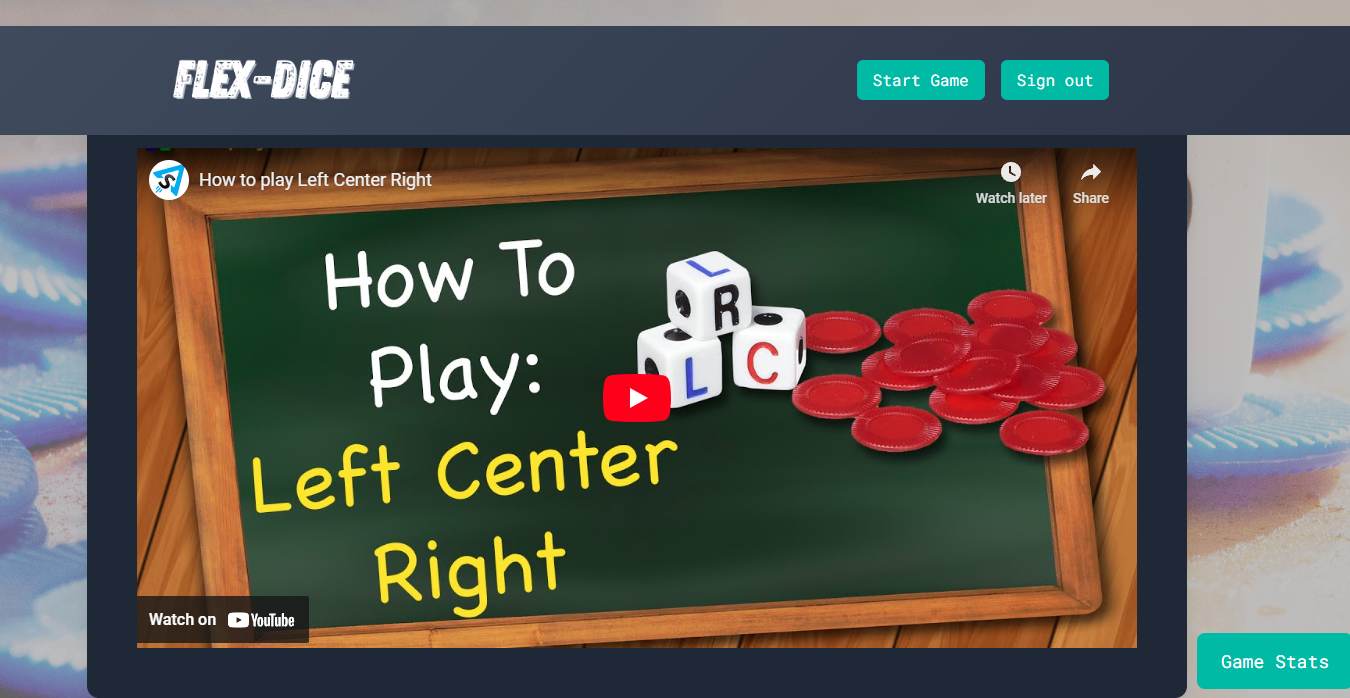 FLEX-DICE
Start Game
Sign out
How to play Left Center Right
Watch later
Share
How To
Play:
Left Center
Right
L
R
L
C
Watch on YouTube
Game Stats